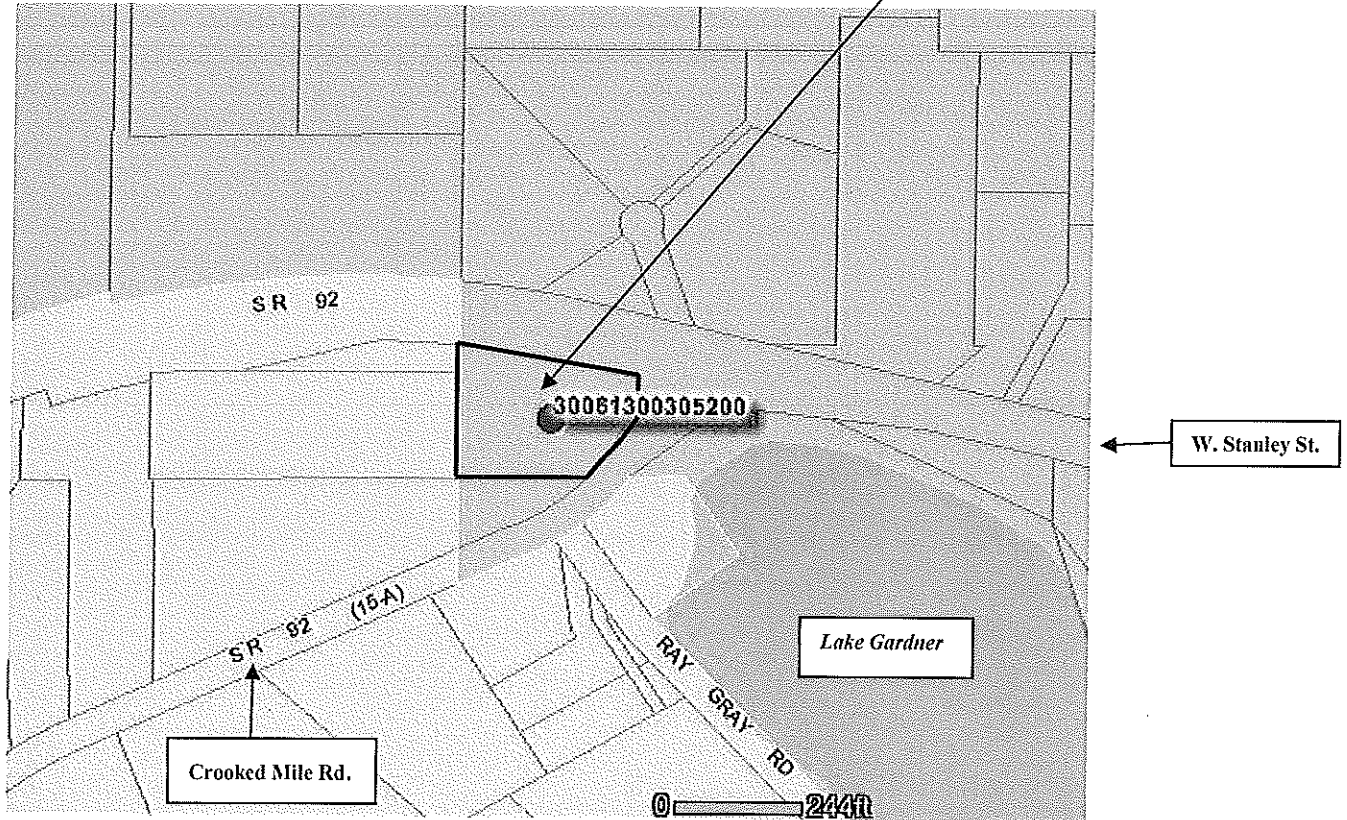 SR 92
30061300305200
W. Stanley St.
SR 92 (15-A)
Lake Gardner
RAY GRAY RD
Crooked Mile Rd.
0 244ft